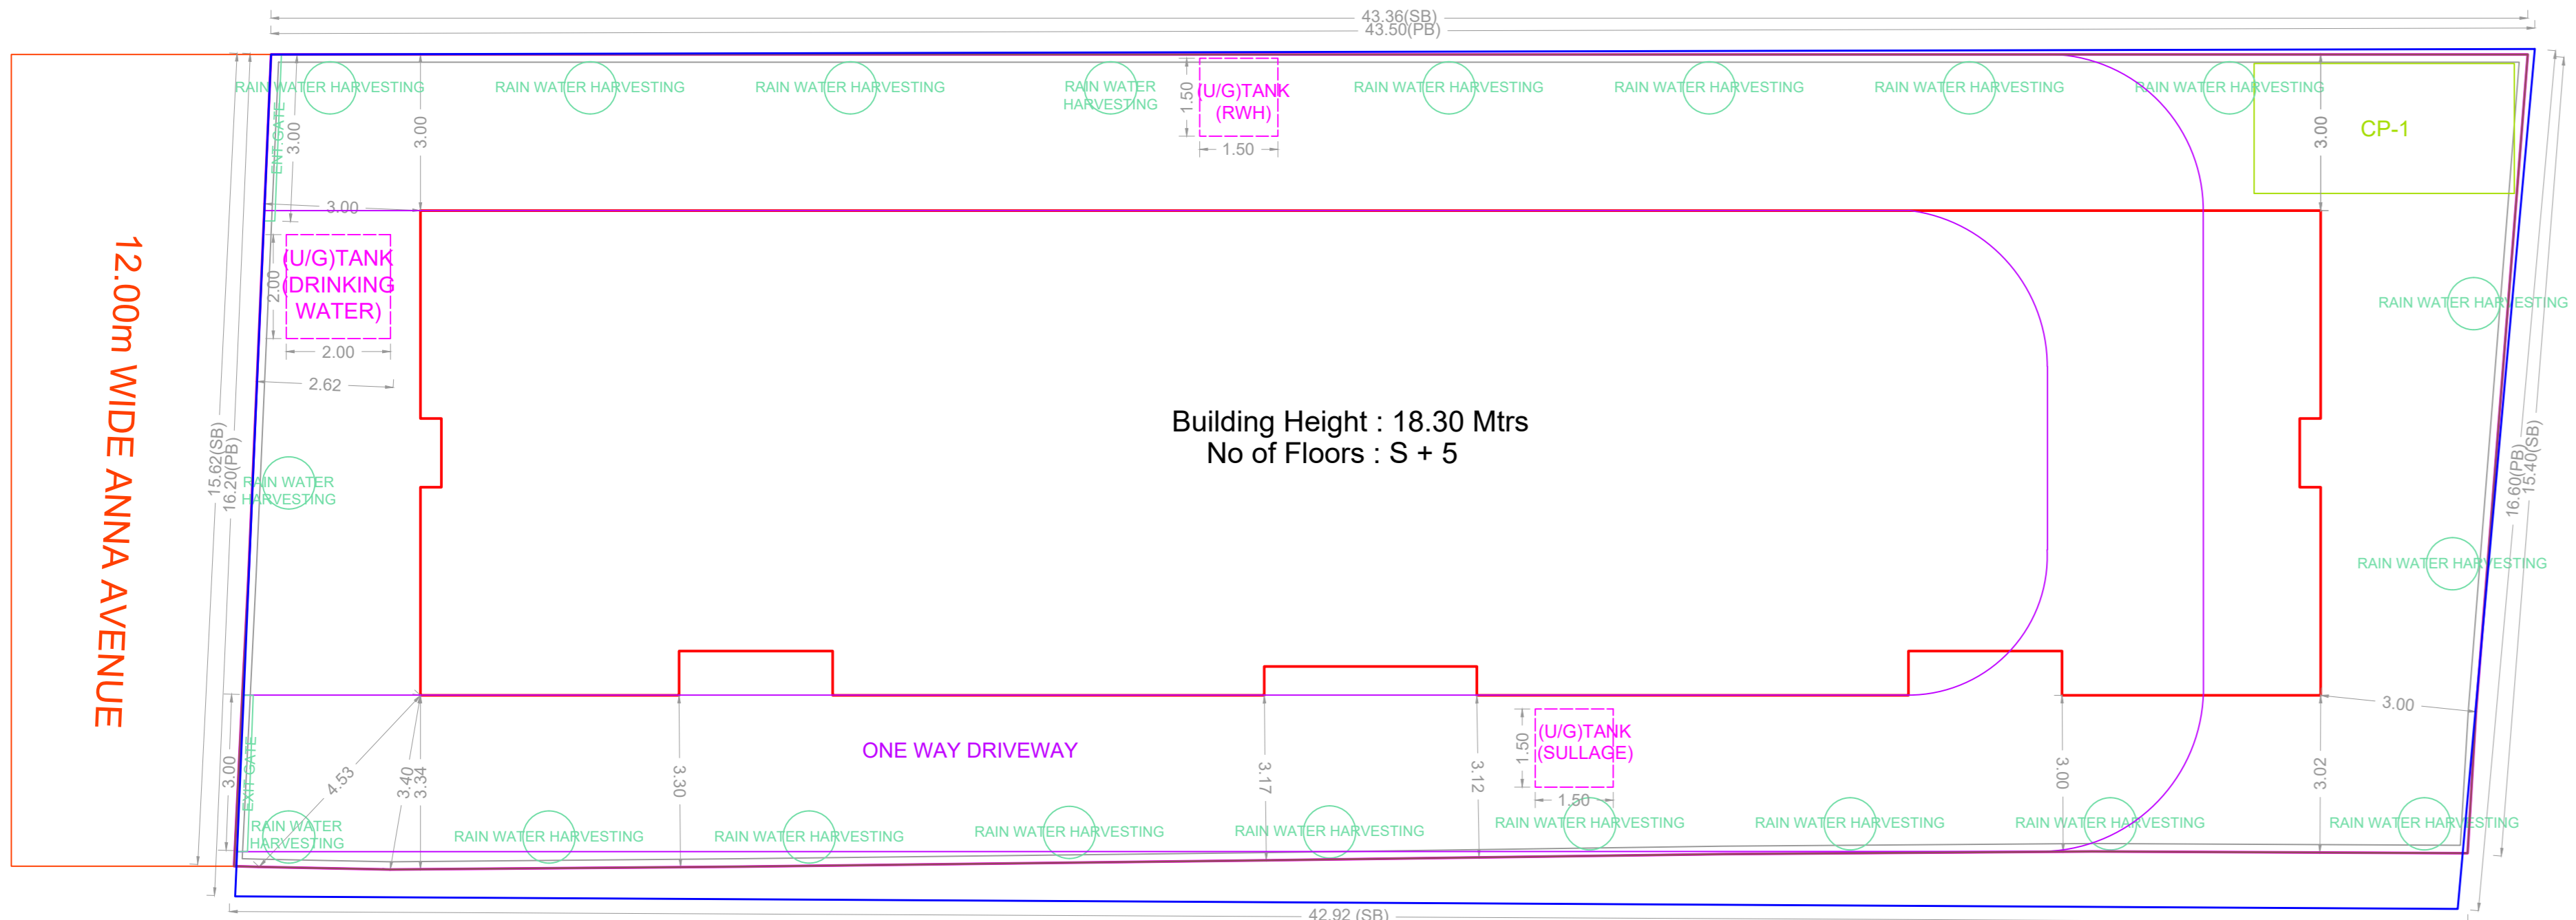 43.36(SB)
43.50(PB)
RAIN WATER HARVESTING
RAIN WATER HARVESTING
RAIN WATER HARVESTING
RAIN WATER
HARVESTING
1.50
(U/G)TANK
(RWH)
1.50
RAIN WATER HARVESTING
RAIN WATER HARVESTING
RAIN WATER HARVESTING
RAIN WATER HARVESTING
CP-1
ENT.GATE
3.00
3.00
3.00
3.00
(U/G)TANK
(DRINKING
WATER)
2.00
2.00
2.62
12.00m WIDE ANNA AVENUE
15.62(SB)
16.20(PB)
Building Height : 18.30 Mtrs
No of Floors : S + 5
RAIN WATER HARVESTING
RAIN WATER
HARVESTING
16.60(PB)
15.40(SB)
RAIN WATER HARVESTING
3.00
EXIT GATE
3.00
4.53
3.40
3.34
3.30
ONE WAY DRIVEWAY
3.17
3.12
1.50
(U/G)TANK
(SULLAGE)
1.50
3.00
3.02
RAIN WATER
HARVESTING
RAIN WATER HARVESTING
RAIN WATER HARVESTING
RAIN WATER HARVESTING
RAIN WATER HARVESTING
RAIN WATER HARVESTING
RAIN WATER HARVESTING
RAIN WATER HARVESTING
RAIN WATER HARVESTING
42.92 (SB)